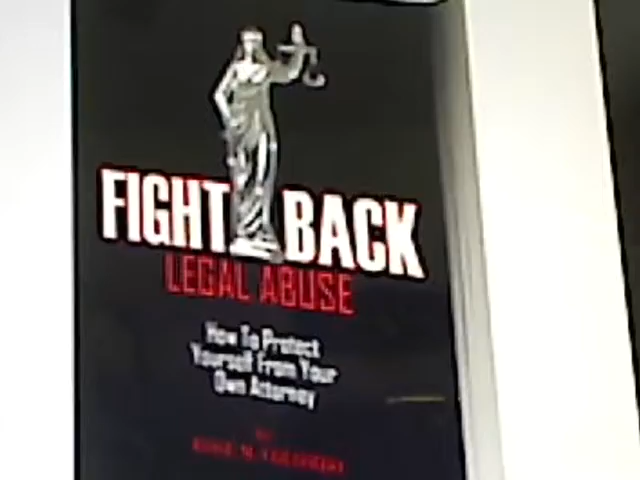 FIGHT BACK
LEGAL ABUSE
How To Protect
Yourself From Your
Own Attorney